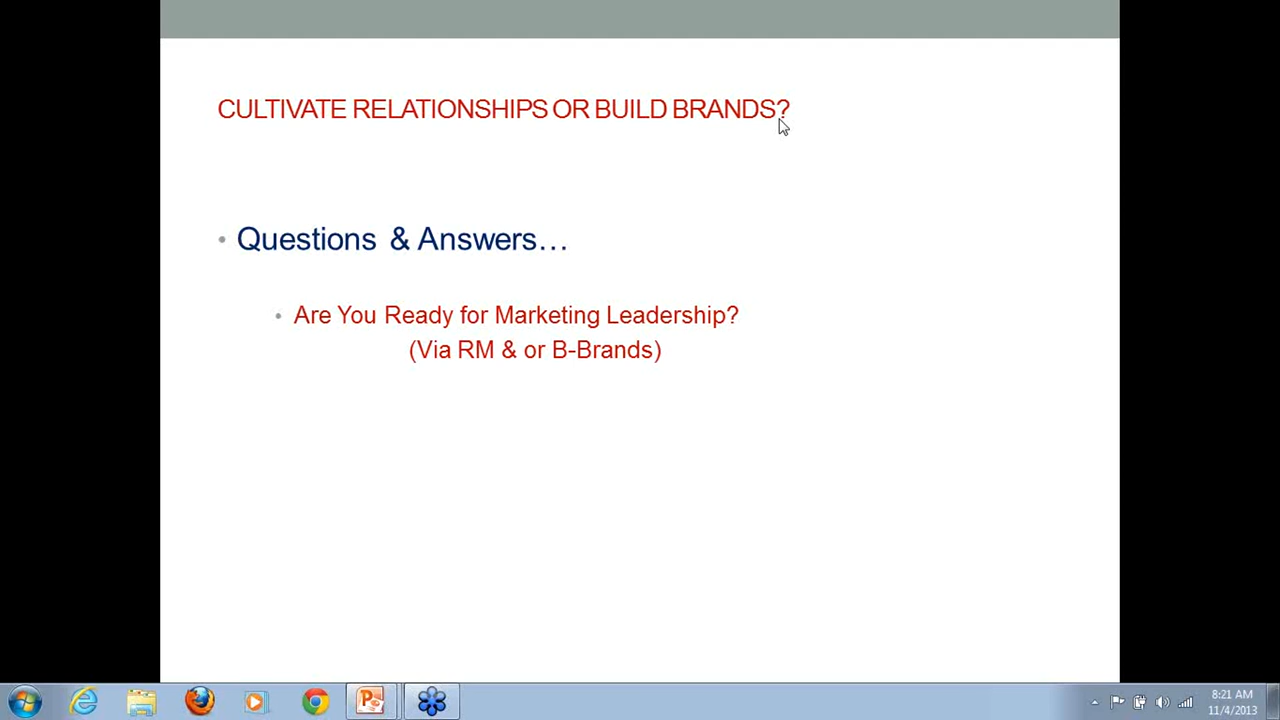 CULTIVATE RELATIONSHIPS OR BUILD BRANDS?
• Questions & Answers…
• Are You Ready for Marketing Leadership?
(Via RM & or B-Brands)
8:21 AM
11/4/2013